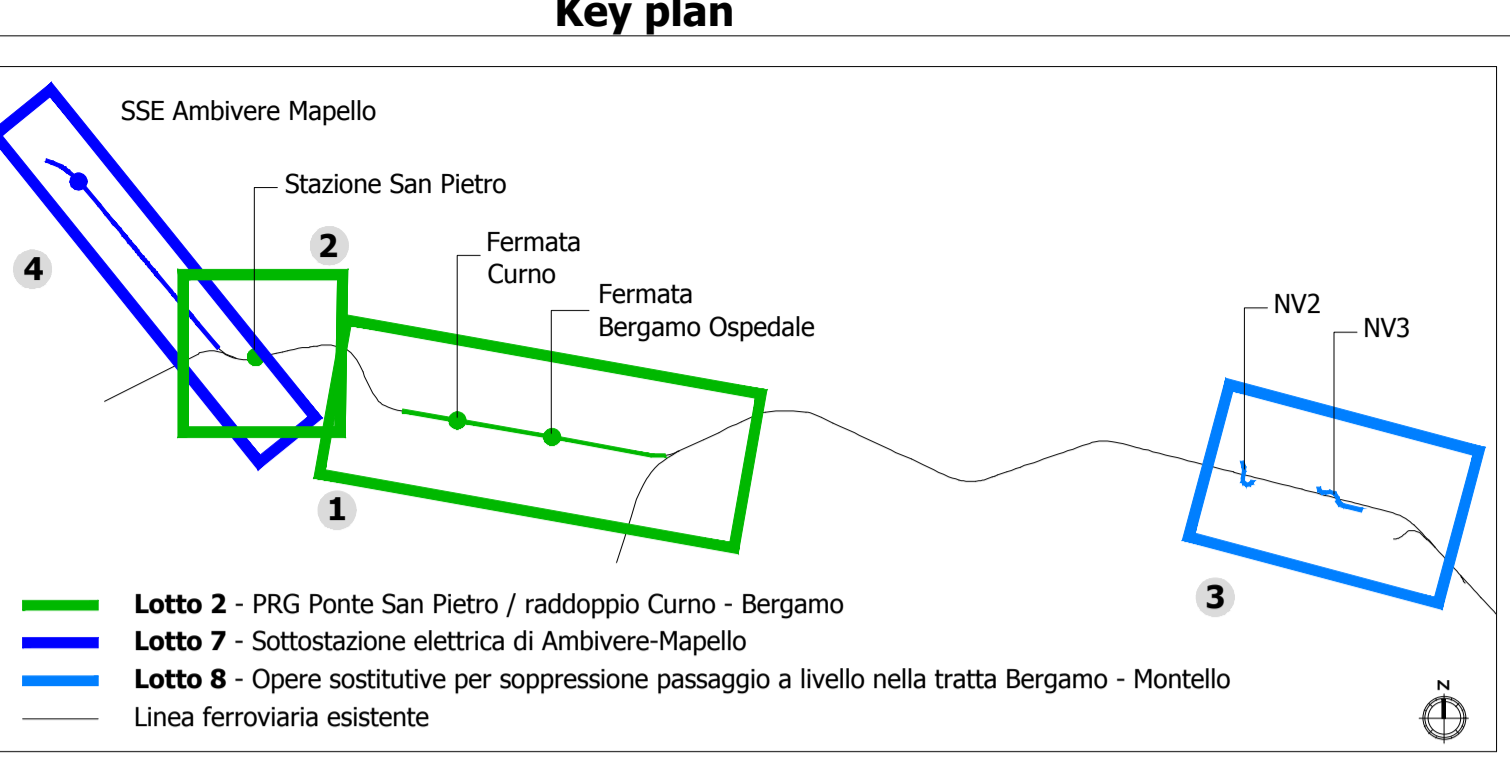 Key plan
SSE Ambivere Mapello
Stazione San Pietro
2
Fermata
Curno
4
Fermata
Bergamo Ospedale
NV2
NV3
1
3
Lotto 2 - PRG Ponte San Pietro / raddoppio Curno - Bergamo
Lotto 7 - Sottostazione elettrica di Ambivere-Mapello
Lotto 8 - Opere sostitutive per soppressione passaggio a livello nella tratta Bergamo - Montello
Linea ferroviaria esistente
N